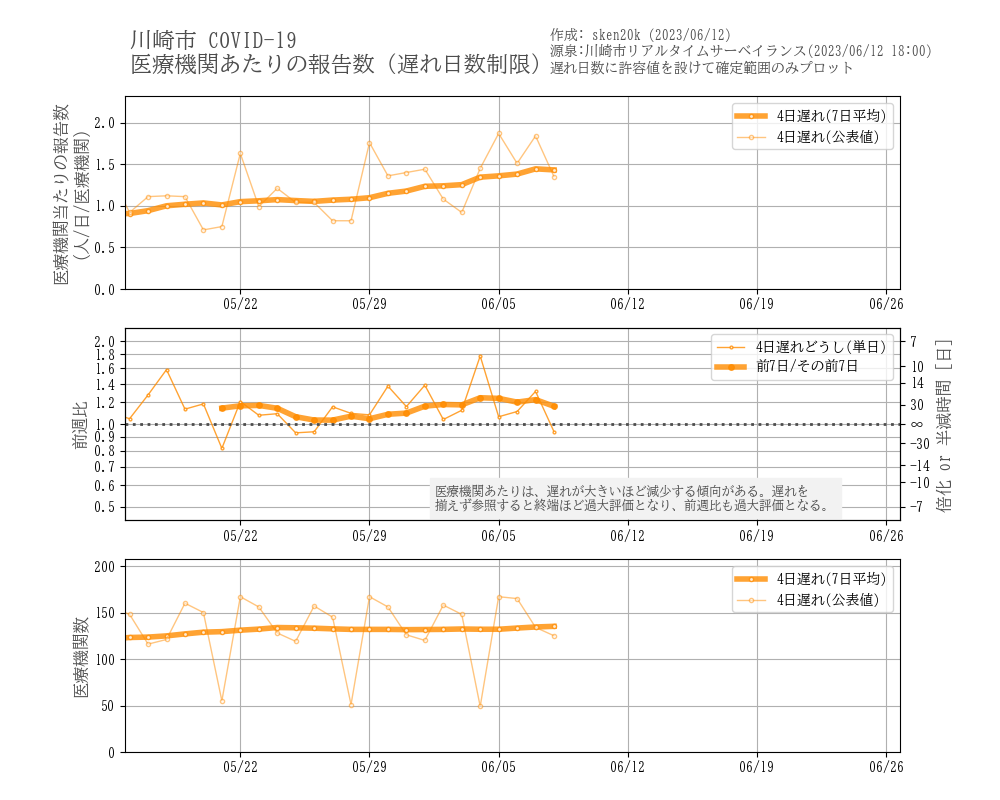 川崎市 COVID-19
医療機関あたりの報告数 (遅れ日数制限)
作成: sken20k (2023/06/12)
源泉:川崎市リアルタイムサーベイランス(2023/06/12 18:00)
遅れ日数に許容値を設けて確定範囲のみプロット
医療機関当たりの報告数
(人/日/医療機関)
2.0
1.5
1.0
0.5
0.0
4日遅れ(7日平均)
4日遅れ(公表値)
05/22 05/29 06/05 06/12 06/19 06/26
前週比
2.0
1.8
1.6
1.4
1.2
1.0
0.9
0.8
0.7
0.6
0.5
4日遅れどうし(単日)
前7日/その前7日
7
10
14
30
∞
-30
-14
-10
-7
倍化 or 半減時間 [日]
医療機関あたりは、遅れが大きいほど減少する傾向がある。遅れを
揃えず参照すると終端ほど過大評価となり、前週比も過大評価となる。
05/22 05/29 06/05 06/12 06/19 06/26
医療機関数
200
150
100
50
0
4日遅れ(7日平均)
4日遅れ(公表値)
05/22 05/29 06/05 06/12 06/19 06/26